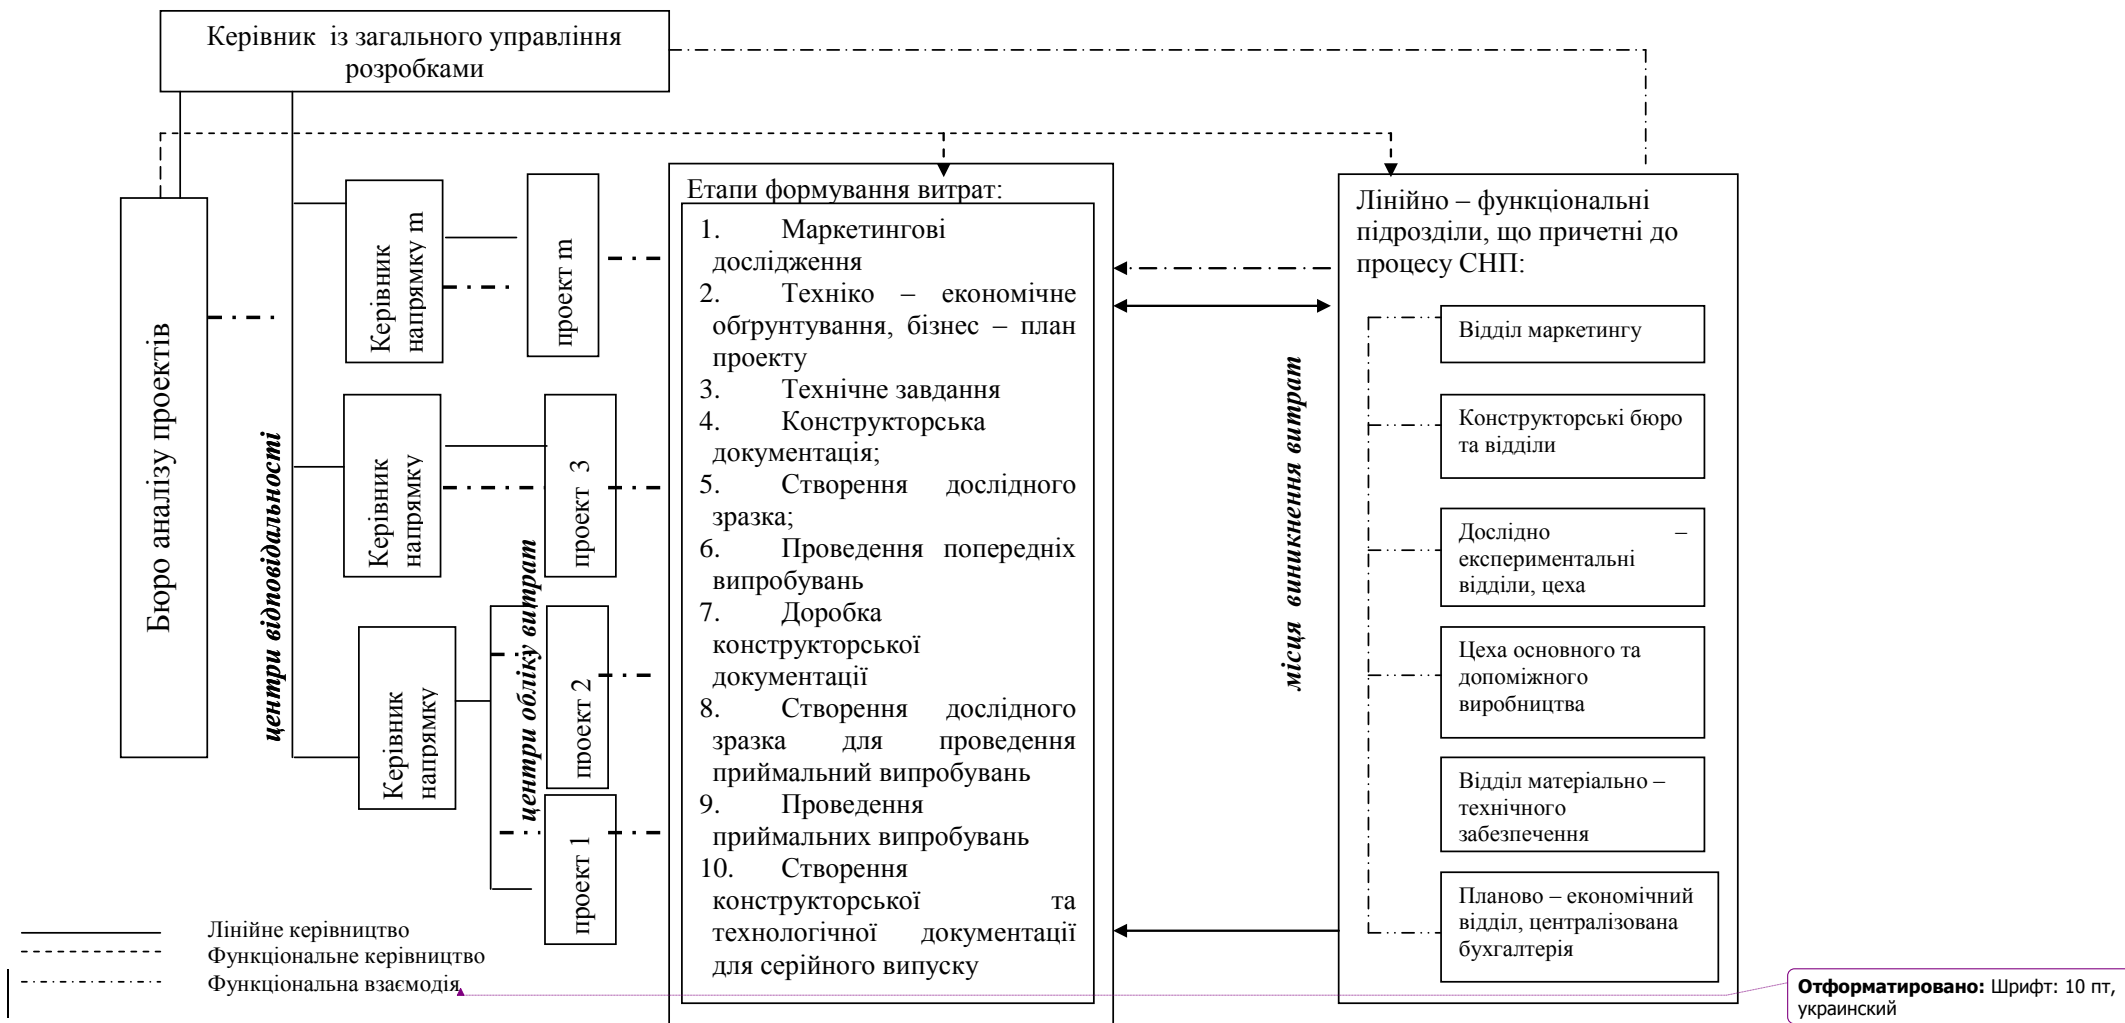 Керівник із загального управління
розробками
Бюро аналізу проектів
центри відповідальності
Керівник
напрямку m
проект m
Керівник
напрямку
проект 3
Керівник
напрямку
центри обліку витрат
проект 2
проект 1
Етапи формування витрат:
1. Маркетингові
дослідження
2. Техніко – економічне
обґрунтування, бізнес – план
проекту
3. Технічне завдання
4. Конструкторська
документація;
5. Створення дослідного
зразка;
6. Проведення попередніх
випробувань
7. Доробка
конструкторської
документації
8. Створення дослідного
зразка для проведення
приймальний випробувань
9. Проведення
приймальних випробувань
10. Створення
конструкторської та
технологічної документації
для серійного випуску
місця виникнення витрат
Лінійно – функціональні
підрозділи, що причетні до
процесу СНП:
Відділ маркетингу
Конструкторські бюро
та відділи
Дослідно –
експериментальні
відділи, цеха
Цеха основного та
допоміжного
виробництва
Відділ матеріально –
технічного
забезпечення
Планово – економічний
відділ, централізована
бухгалтерія
Лінійне керівництво
Функціональне керівництво
Функціональна взаємодія
Отформатировано: Шрифт: 10 пт,
украинский